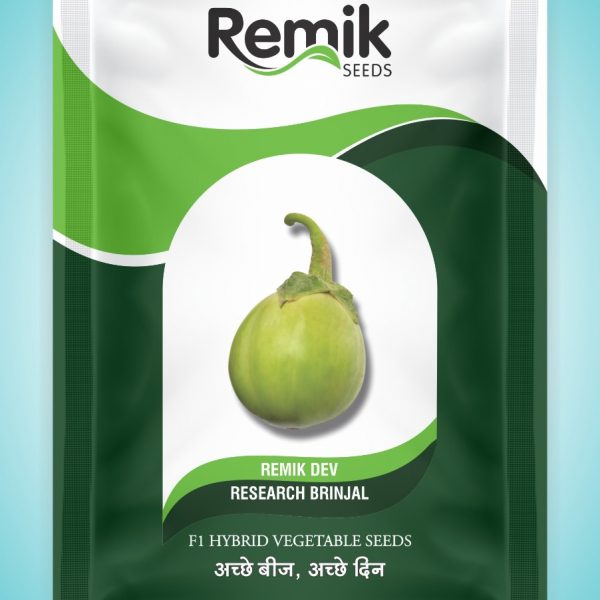 Remik
SEEDS
REMIK DEV
RESEARCH BRINJAL
F1 HYBRID VEGETABLE SEEDS
अच्छे बीज, अच्छे दिन